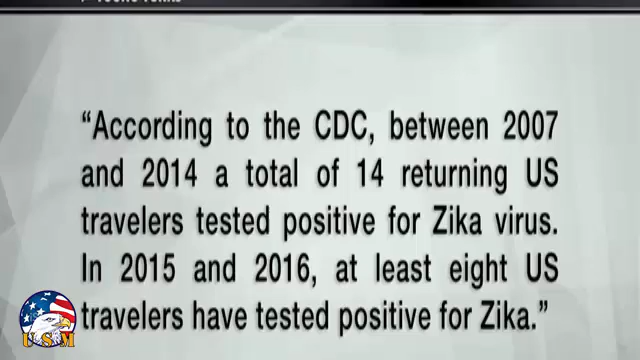 “According to the CDC, between 2007
and 2014 a total of 14 returning US
travelers tested positive for Zika virus.
In 2015 and 2016, at least eight US
travelers have tested positive for Zika.”
U S M